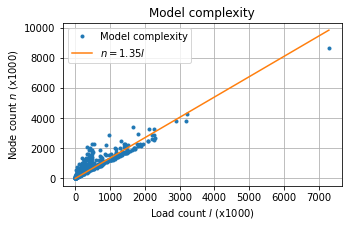 Model complexity
Model complexity
n = 1.35l
10000
8000
6000
4000
2000
0
Node count n (x1000)
0 1000 2000 3000 4000 5000 6000 7000
Load count l (x1000)